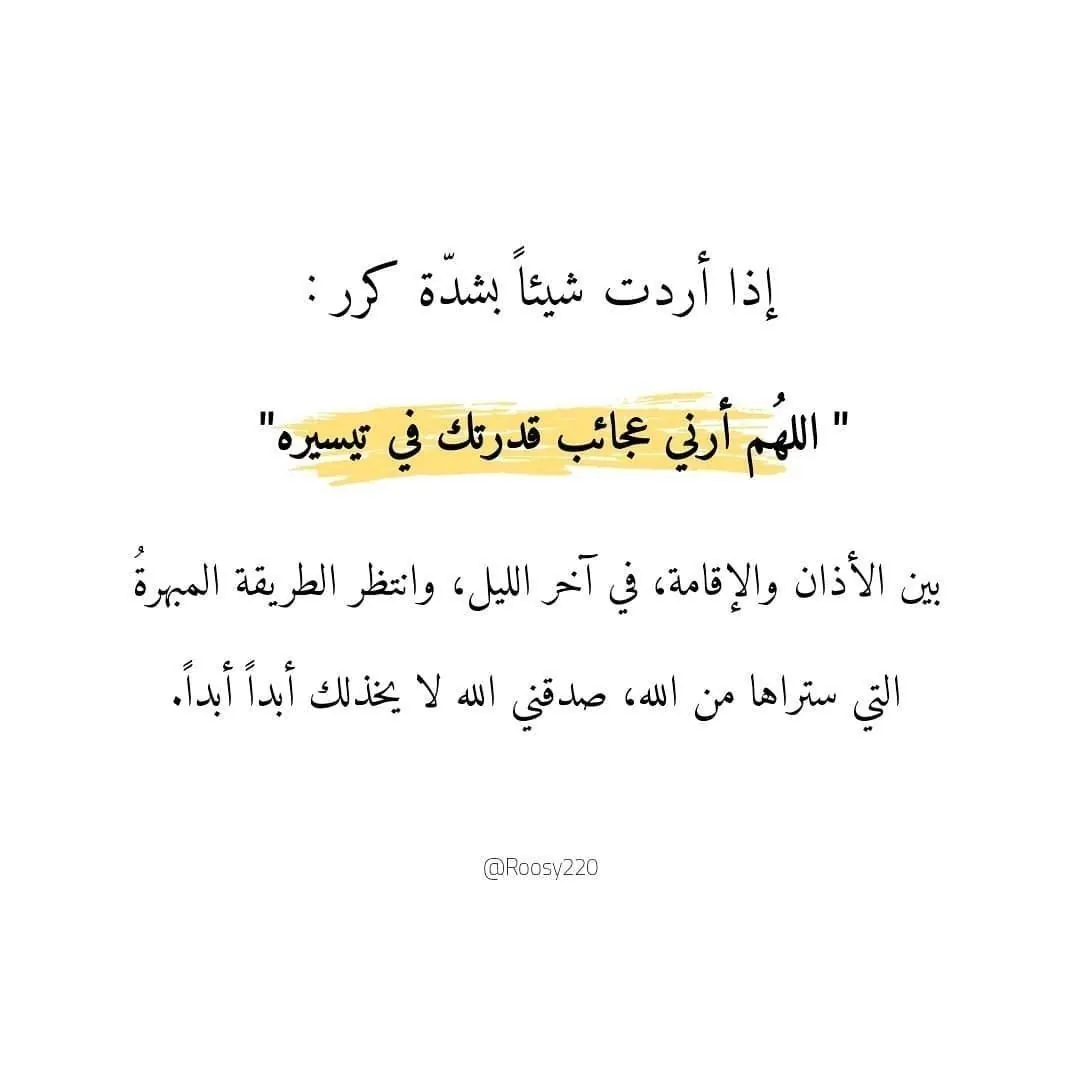 إذا أردت شيئاً بشدّة كرر :
" اللهُم أرني عجائب قدرتك في تيسيره"
بين الأذان والإقامة، في آخر الليل، وانتظر الطريقة المبهرةُ
التي ستراها من الله، صدقني الله لا يخذلك أبداً أبداً.
@Roosy220